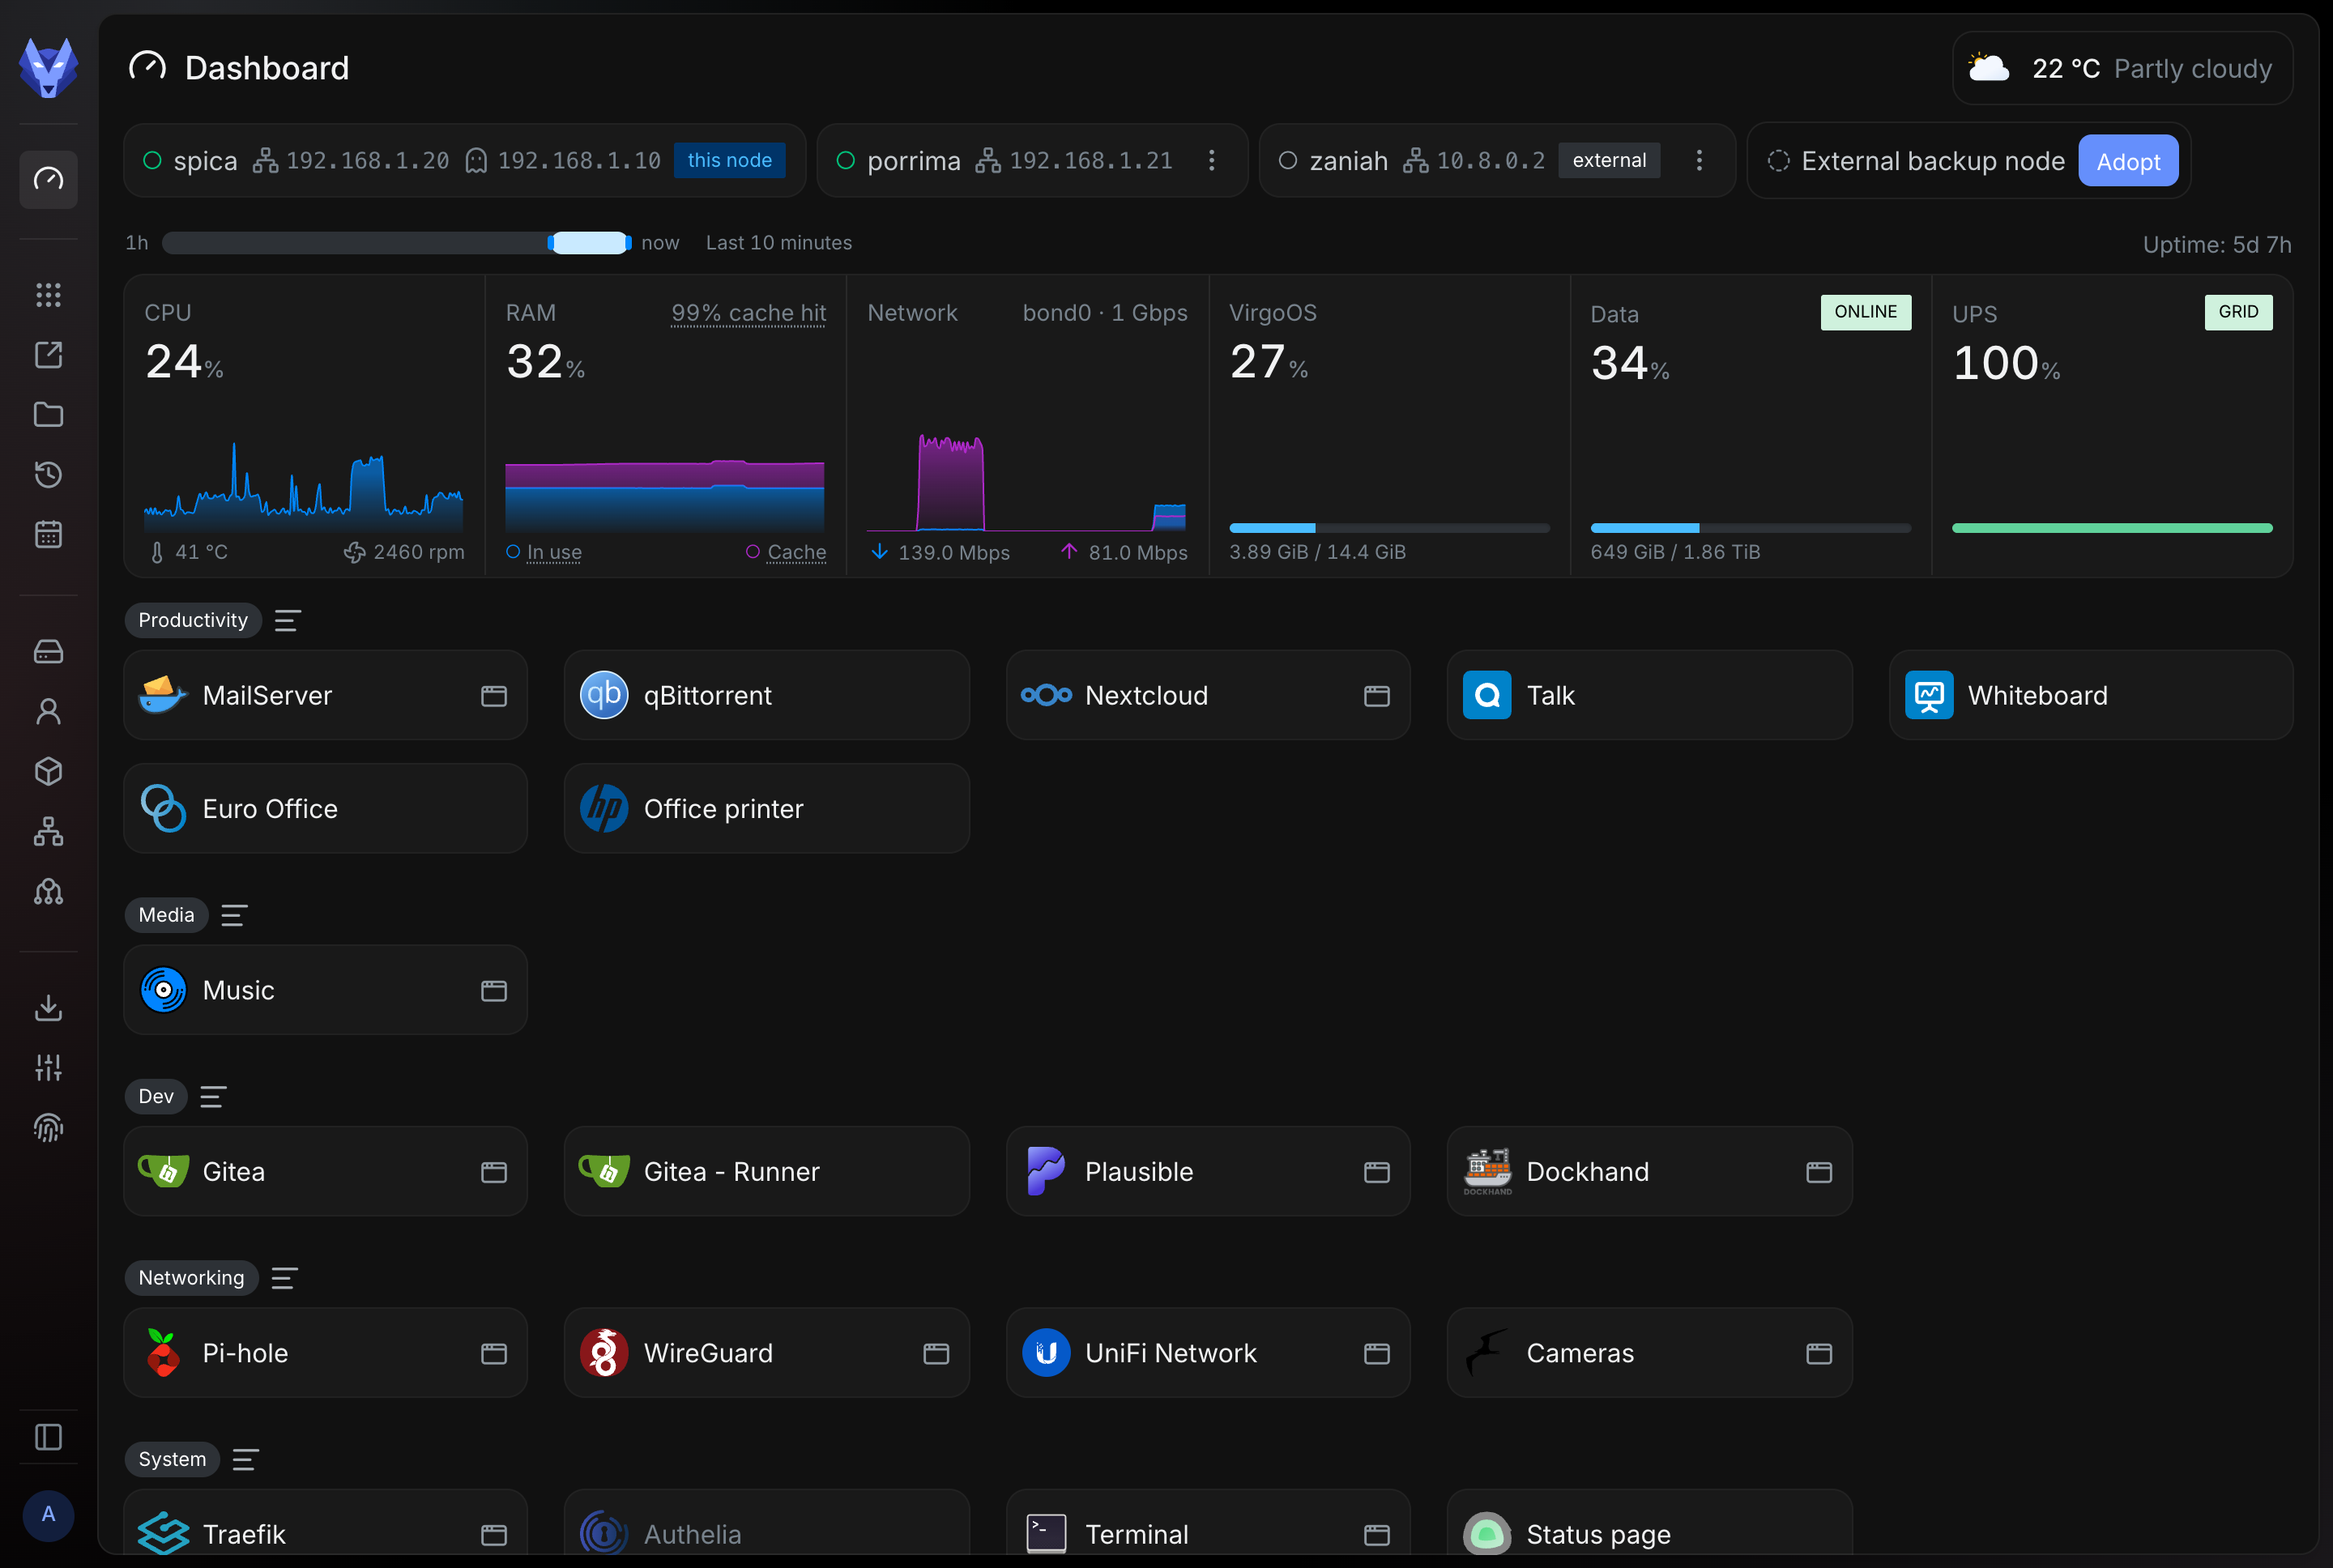 Dashboard
22 °C Partly cloudy
spica 192.168.1.20 192.168.1.10 this node
porrima 192.168.1.21
zaniah 10.8.0.2 external
External backup node Adopt
1h now Last 10 minutes
Uptime: 5d 7h
CPU
24%
41 °C 2460 rpm
RAM 99% cache hit
32%
In use Cache
Network bond0 · 1 Gbps
139.0 Mbps 81.0 Mbps
VirgoOS
27%
3.89 GiB / 14.4 GiB
Data ONLINE
34%
649 GiB / 1.86 TiB
UPS GRID
100%
Productivity
MailServer
qb qBittorrent
Nextcloud
Talk
Whiteboard
Euro Office
hp Office printer
Media
Music
Dev
Gitea
Gitea - Runner
Plausible
DOCKHAND Dockhand
Networking
Pi-hole
WireGuard
U UniFi Network
Cameras
System
Traefik
Authelia
>_ Terminal
Status page
A